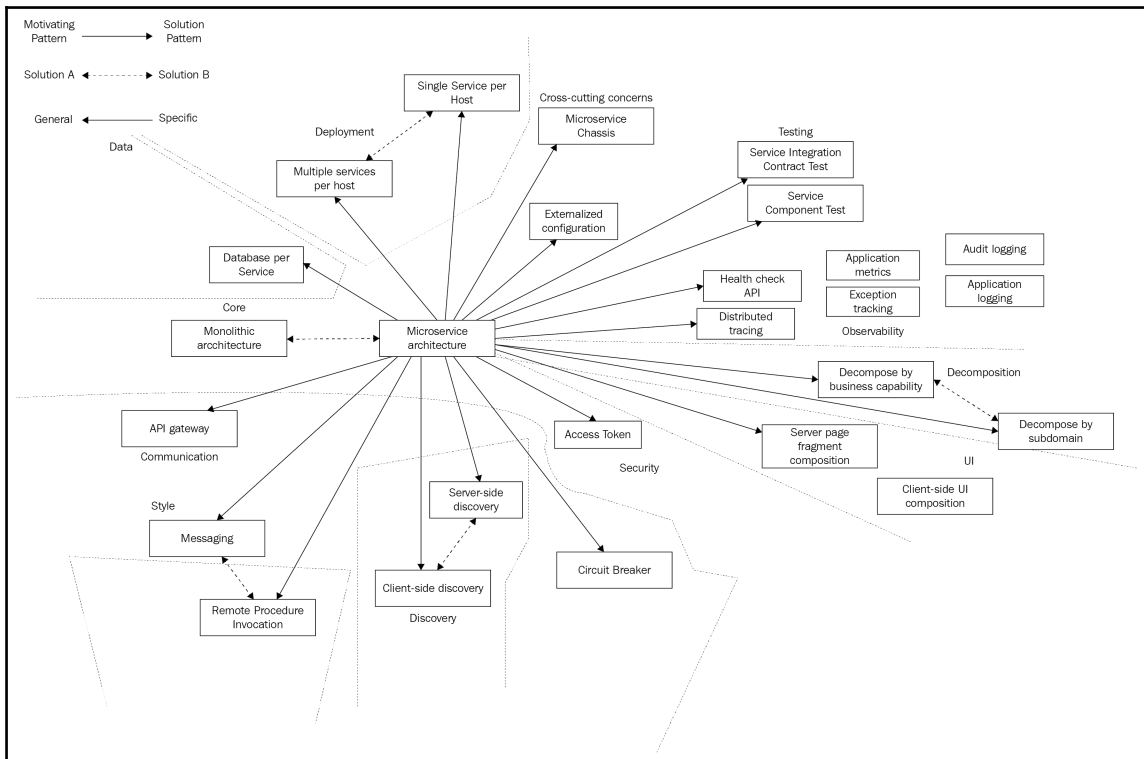 Motivating
Pattern
Solution
Pattern
Solution A
Solution B
General
Specific
Data
Deployment
Single Service per
Host
Multiple services
per host
Cross-cutting concerns
Microservice
Chassis
Testing
Service Integration
Contract Test
Service
Component Test
Externalized
configuration
Database per
Service
Application
metrics
Audit logging
Health check
API
Exception
tracking
Application
logging
Distributed
tracing
Observability
Core
Monolithic
arcchitecture
Microservice
architecture
Decompose by
business capability
Decomposition
Decompose by
subdomain
API gateway
Communication
Access Token
Security
Server page
fragment
composition
UI
Client-side UI
composition
Style
Messaging
Server-side
discovery
Remote Procedure
Invocation
Client-side discovery
Discovery
Circuit Breaker